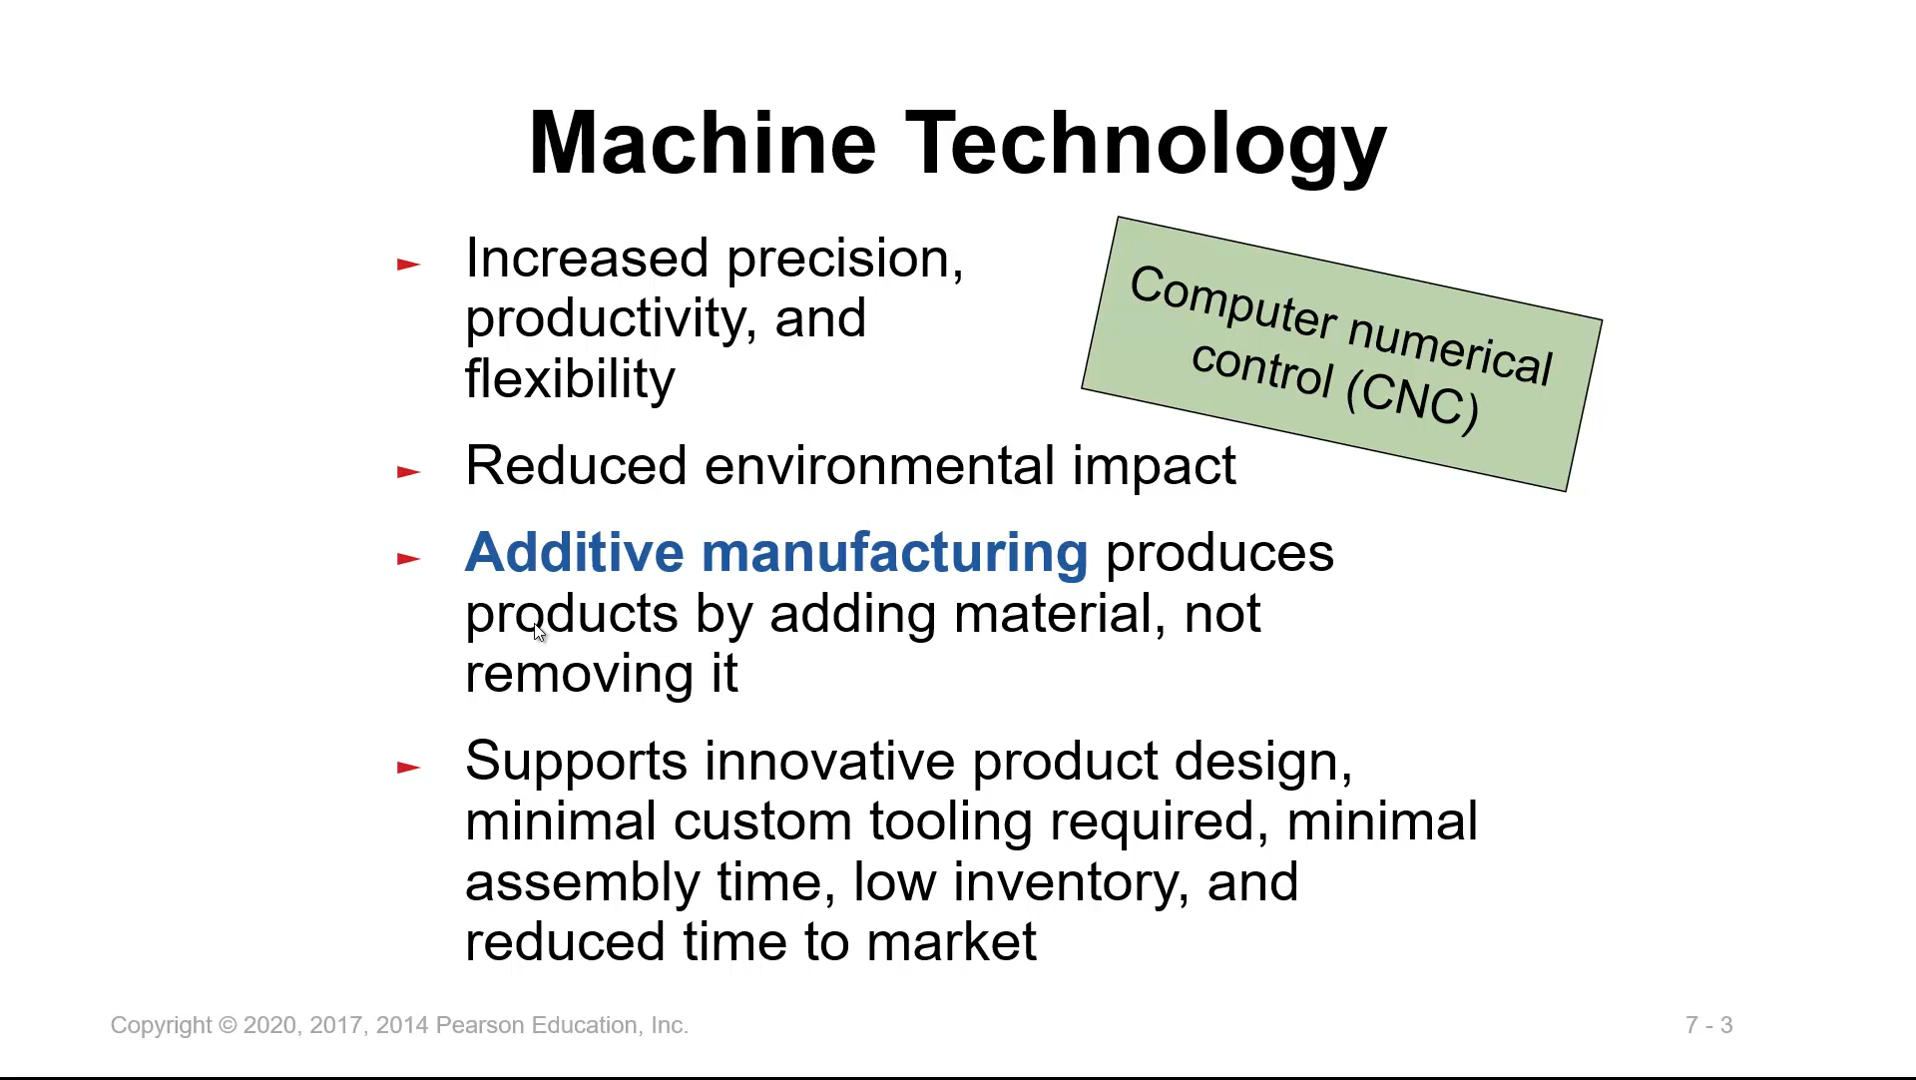 Machine Technology
Increased precision,
productivity, and
flexibility
Computer numerical
control (CNC)
Reduced environmental impact
Additive manufacturing produces
products by adding material, not
removing it
Supports innovative product design,
minimal custom tooling required, minimal
assembly time, low inventory, and
reduced time to market
Copyright © 2020, 2017, 2014 Pearson Education, Inc.
7 - 3